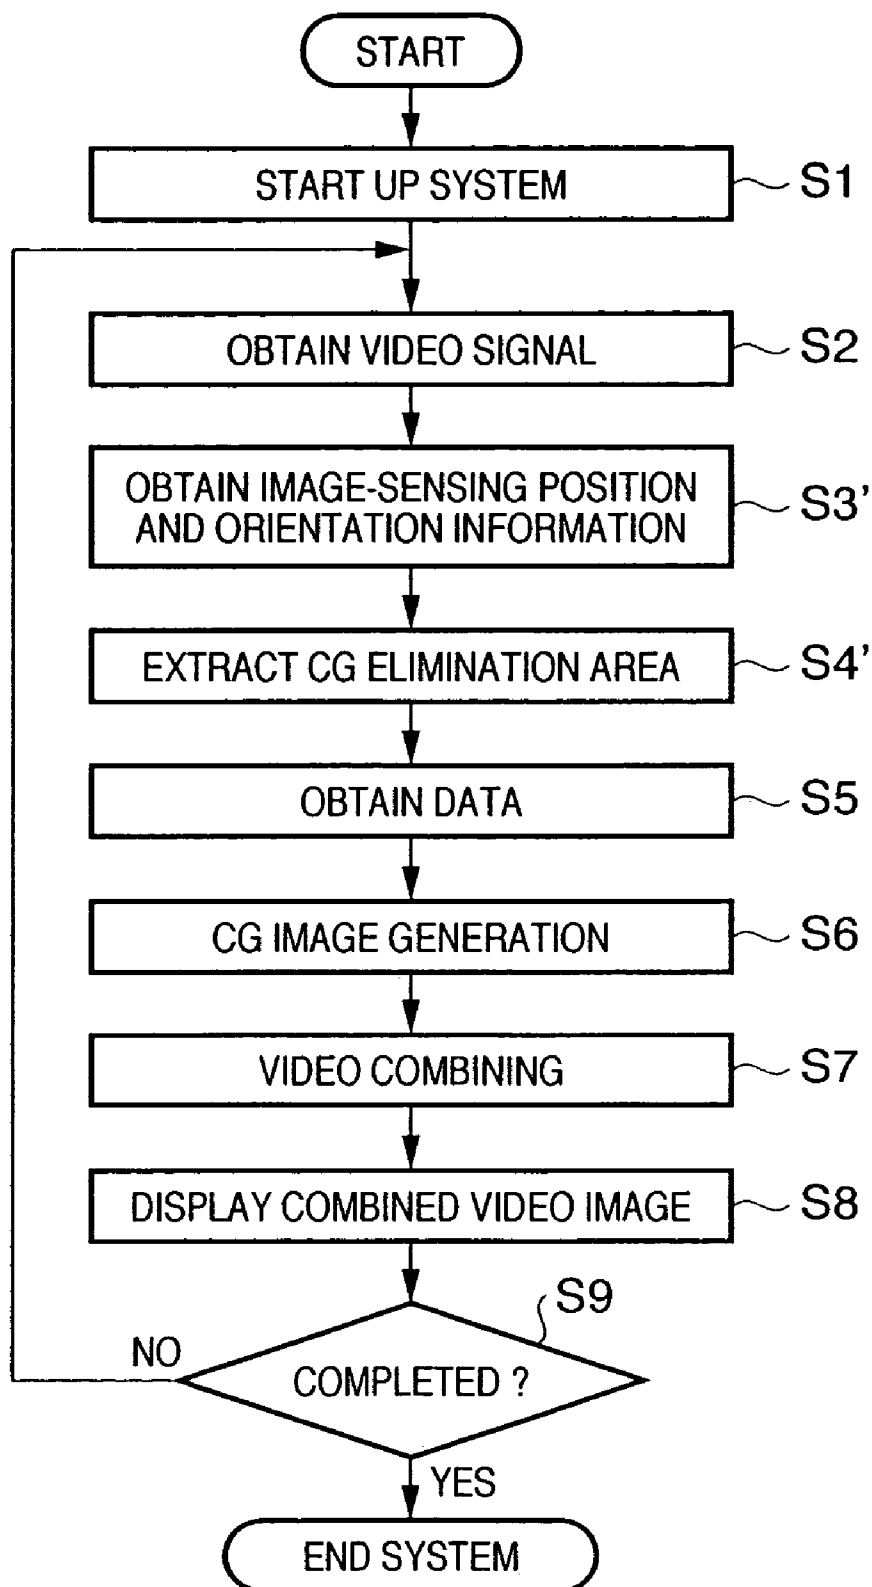 START
START UP SYSTEM
S1
OBTAIN VIDEO SIGNAL
S2
OBTAIN IMAGE-SENSING POSITION
AND ORIENTATION INFORMATION
S3’
EXTRACT CG ELIMINATION AREA
S4’
OBTAIN DATA
S5
CG IMAGE GENERATION
S6
VIDEO COMBINING
S7
DISPLAY COMBINED VIDEO IMAGE
S8
S9
NO
COMPLETED ?
YES
END SYSTEM